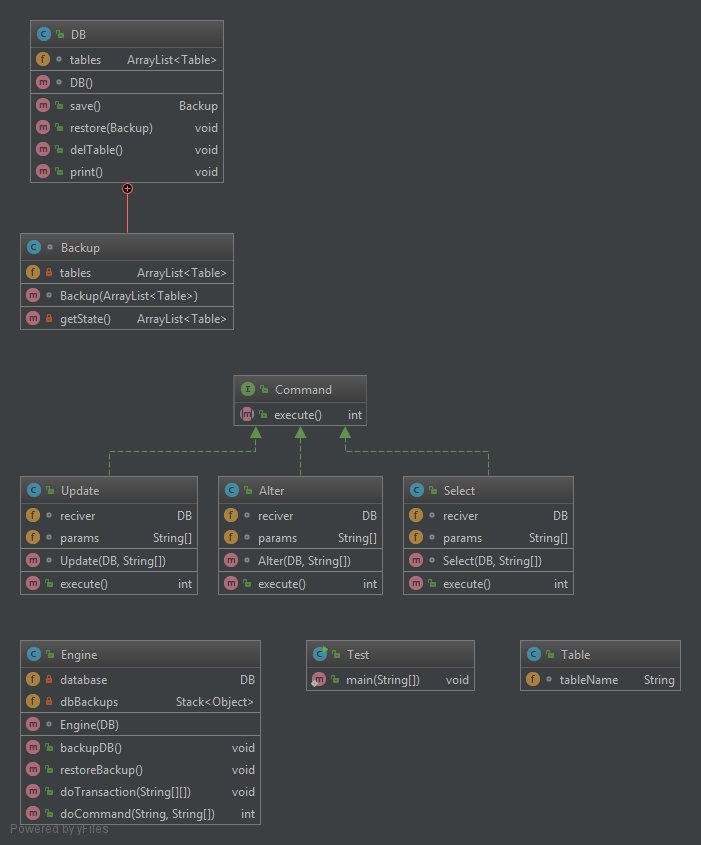 DB
tables ArrayList<Table>
DB()
save() Backup
restore(Backup) void
delTable() void
print() void
Backup
tables ArrayList<Table>
Backup(ArrayList<Table>)
getState() ArrayList<Table>
Command
execute() int
Update
reciver DB
params String[]
Update(DB, String[])
execute() int
Alter
reciver DB
params String[]
Alter(DB, String[])
execute() int
Select
reciver DB
params String[]
Select(DB, String[])
execute() int
Engine
database DB
dbBackups Stack<Object>
Engine(DB)
backupDB() void
restoreBackup() void
doTransaction(String[][]) void
doCommand(String, String[]) int
Test
main(String[]) void
Table
tableName String
Powered by yFiles